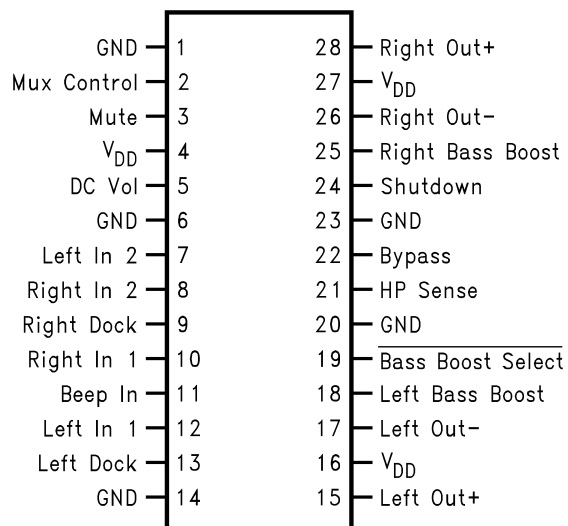 GND 1 28 Right Out+
Mux Control 2 27 VDD
Mute 3 26 Right Out-
VDD 4 25 Right Bass Boost
DC Vol 5 24 Shutdown
GND 6 23 GND
Left In 2 7 22 Bypass
Right In 2 8 21 HP Sense
Right Dock 9 20 GND
Right In 1 10 19 Bass Boost Select
Beep In 11 18 Left Bass Boost
Left In 1 12 17 Left Out-
Left Dock 13 16 VDD
GND 14 15 Left Out+